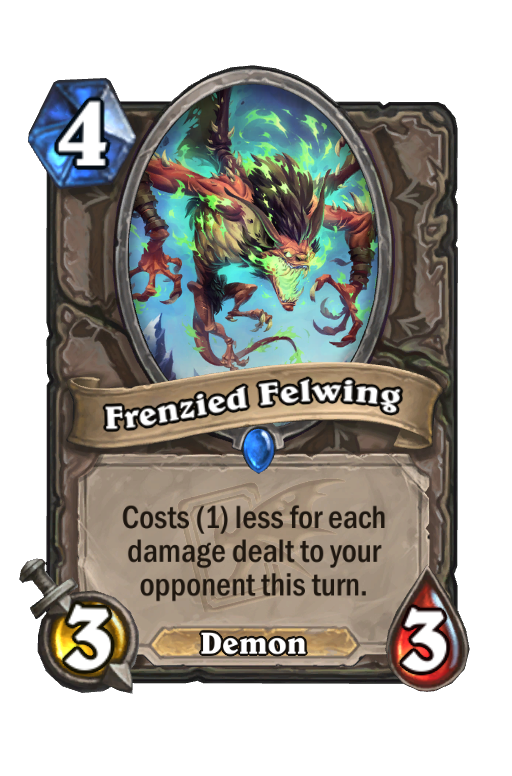 4
Frenzied Felwing
Costs (1) less for each
damage dealt to your
opponent this turn.
3
Demon
3